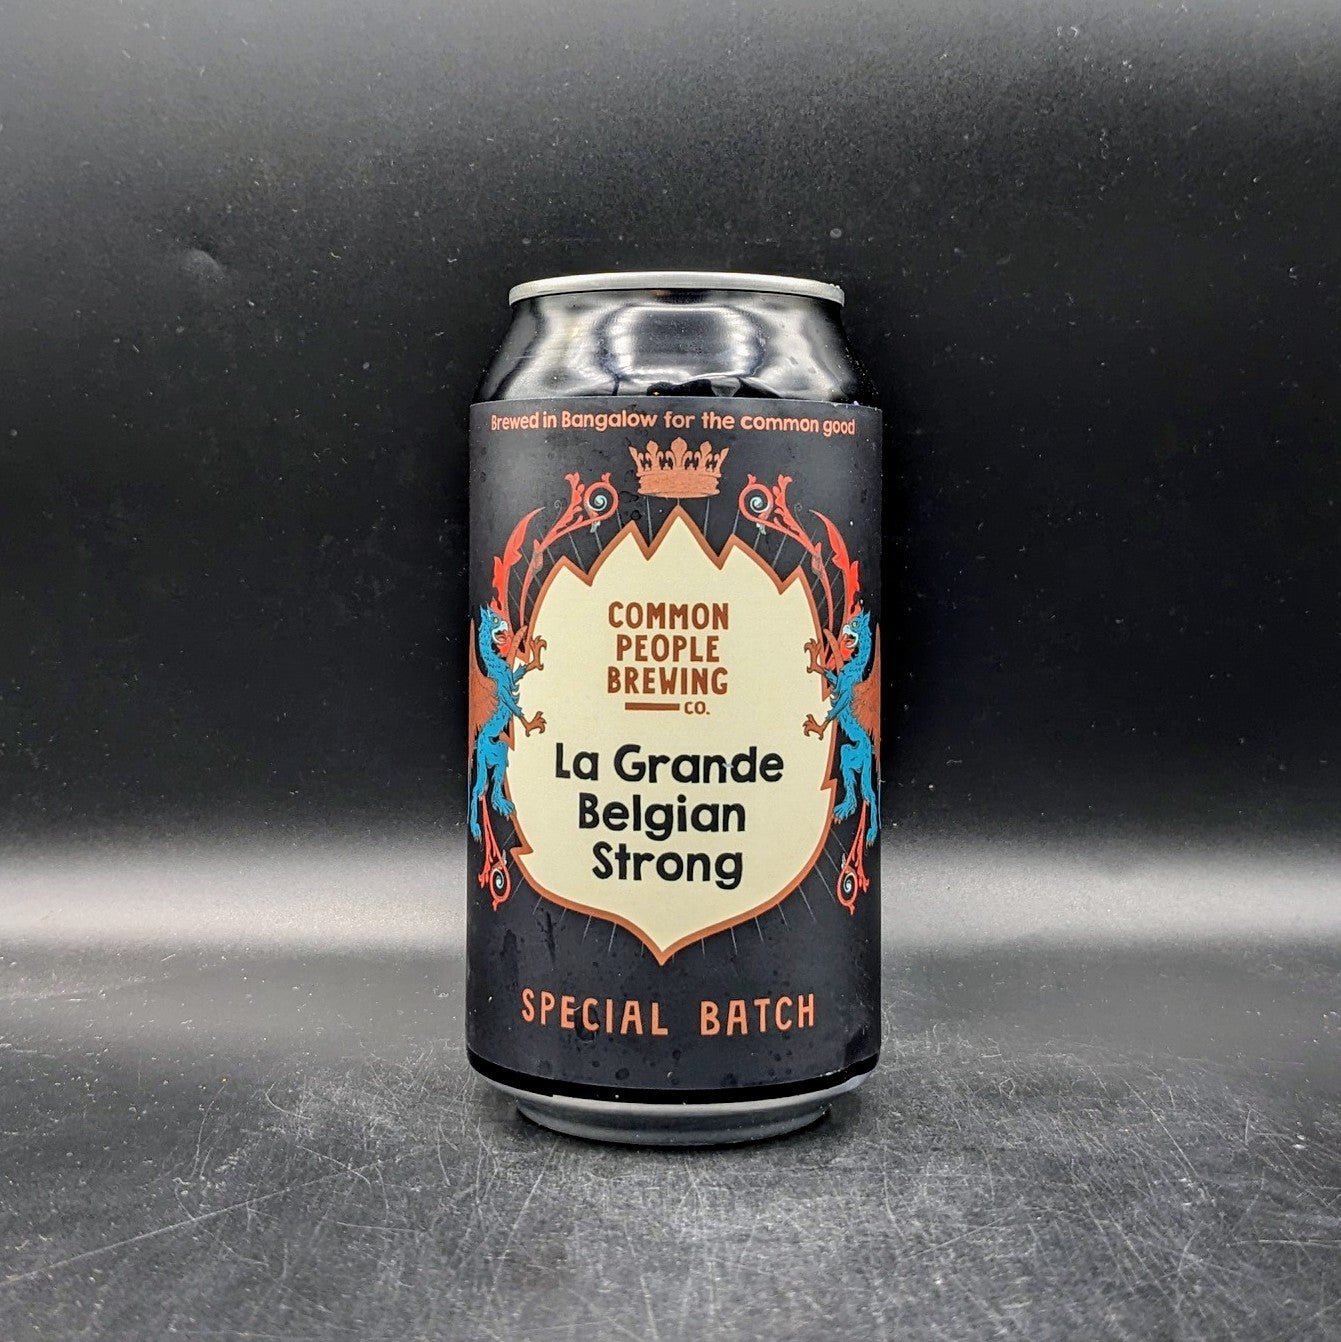 Brewed in Bangalow for the common good
COMMON
PEOPLE
BREWING
CO.
La Grande
Belgian
Strong
SPECIAL BATCH